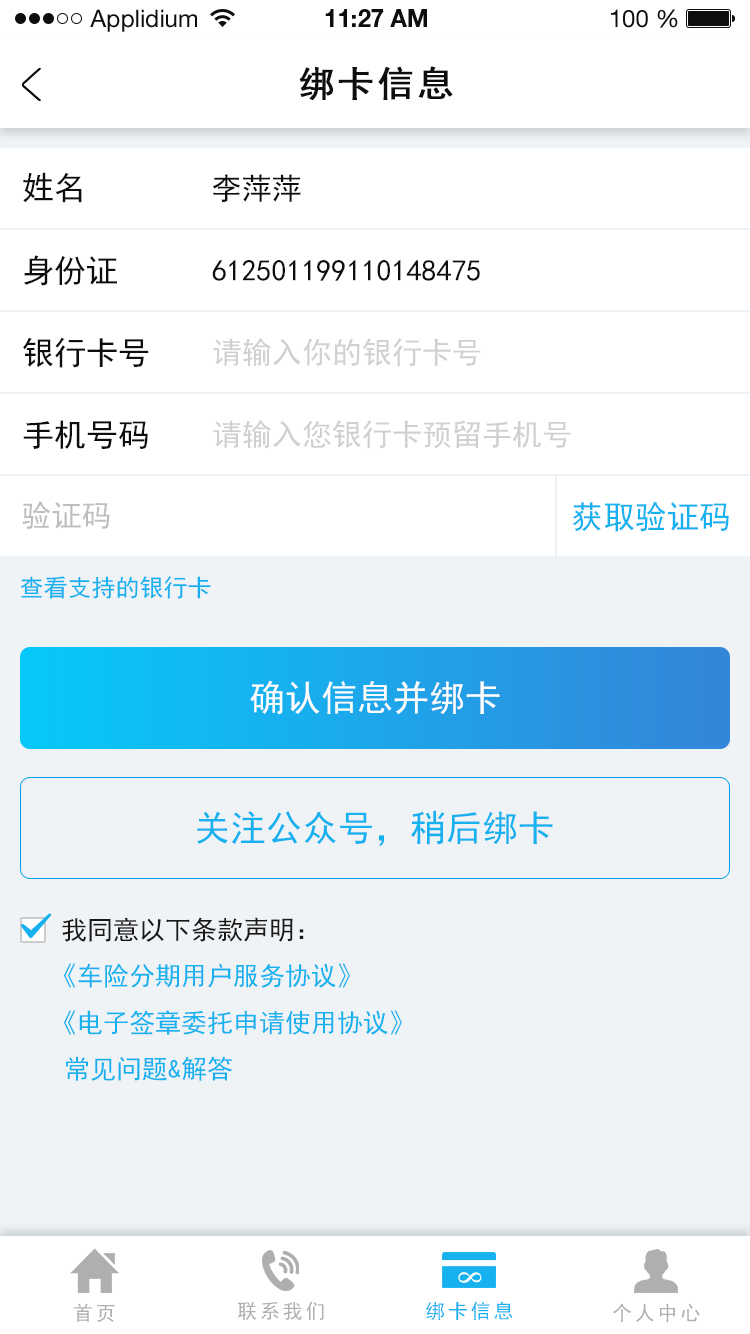 Applidium 11:27 AM 100 %
绑卡信息
姓名 李萍萍
身份证 612501199110148475
银行卡号 请输入你的银行卡号
手机号码 请输入您银行卡预留手机号
验证码 获取验证码
查看支持的银行卡
确认信息并绑卡
关注公众号，稍后绑卡
我同意以下条款声明：
《车险分期用户服务协议》
《电子签章委托申请使用协议》
常见问题&解答
首页 联系我们 绑卡信息 个人中心